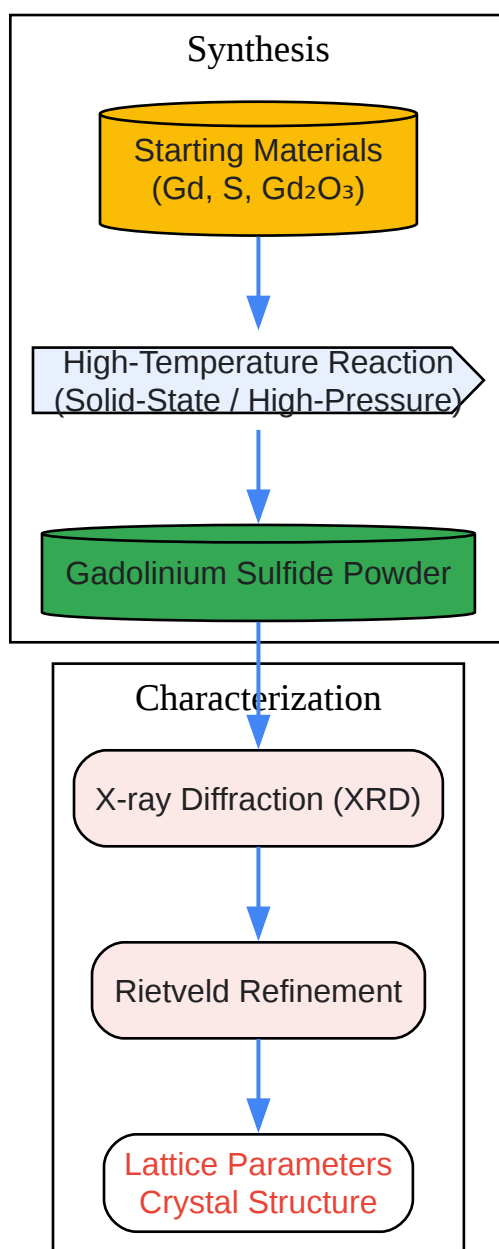 Synthesis
Starting Materials
(Gd, S, Gd₂O₃)
High-Temperature Reaction
(Solid-State / High-Pressure)
Gadolinium Sulfide Powder
Characterization
X-ray Diffraction (XRD)
Rietveld Refinement
Lattice Parameters
Crystal Structure